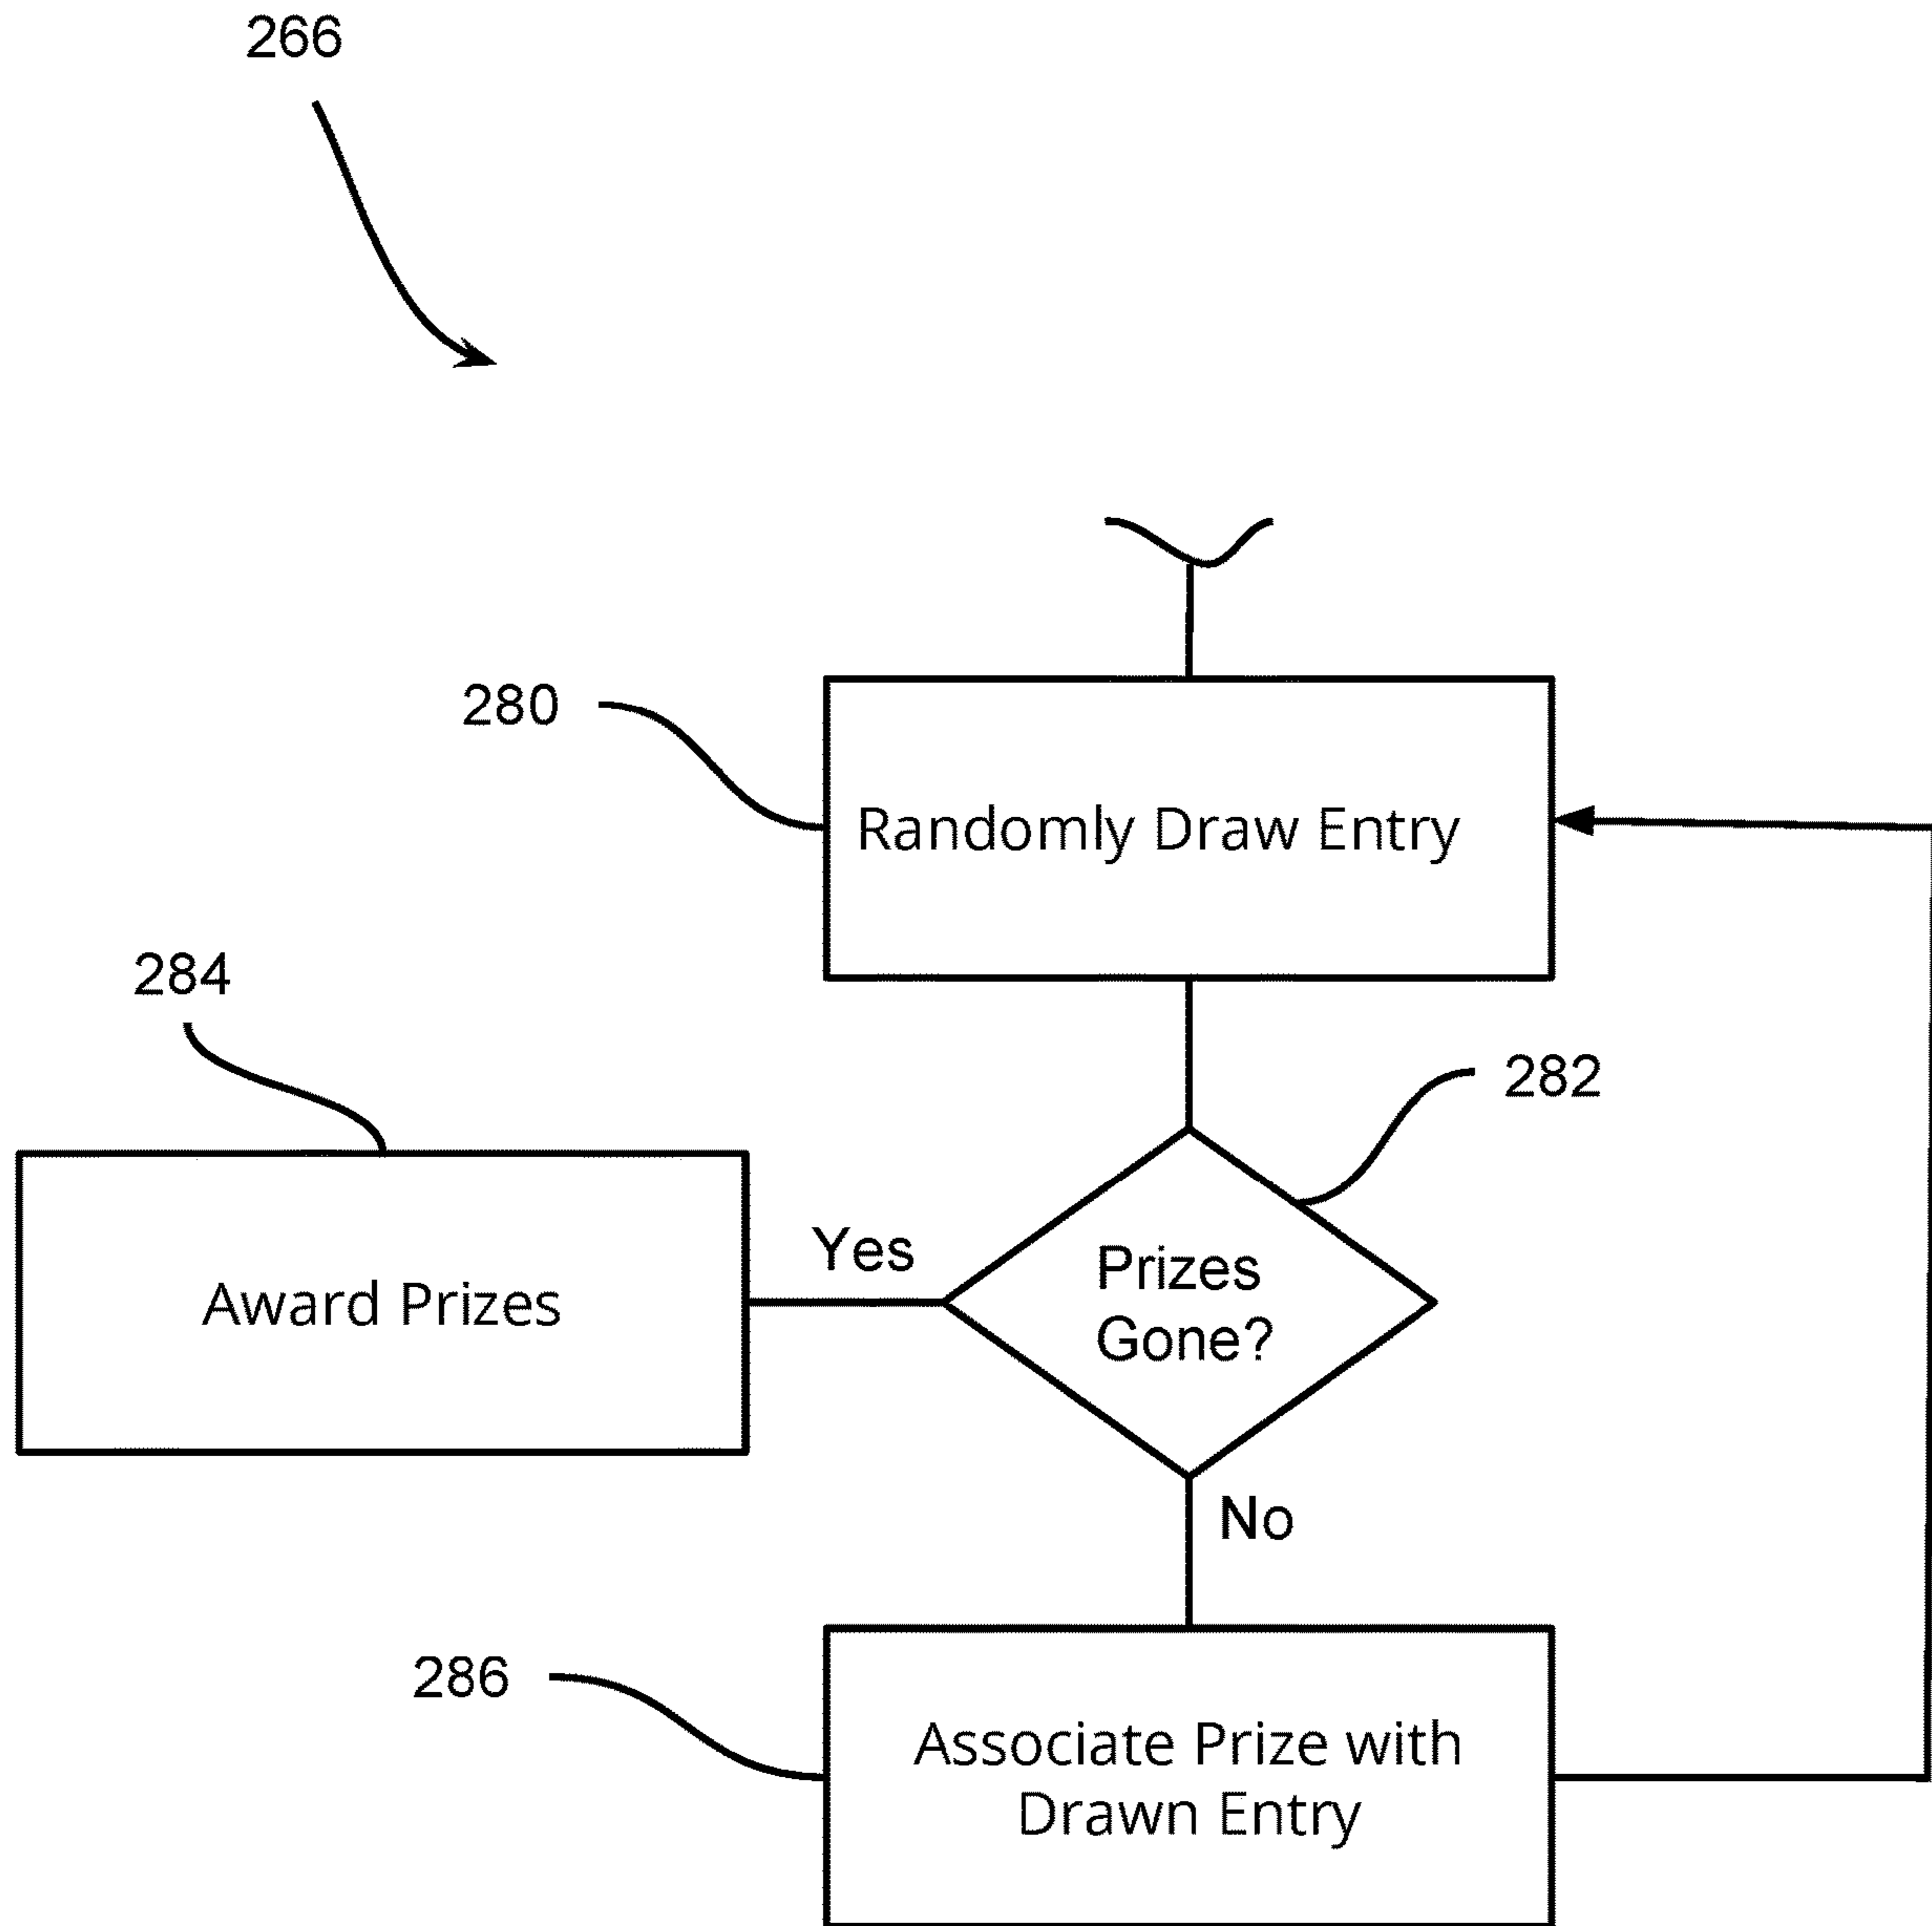 266
280
Randomly Draw Entry
284
282
Yes
Prizes
Gone?
Award Prizes
No
286
Associate Prize with
Drawn Entry